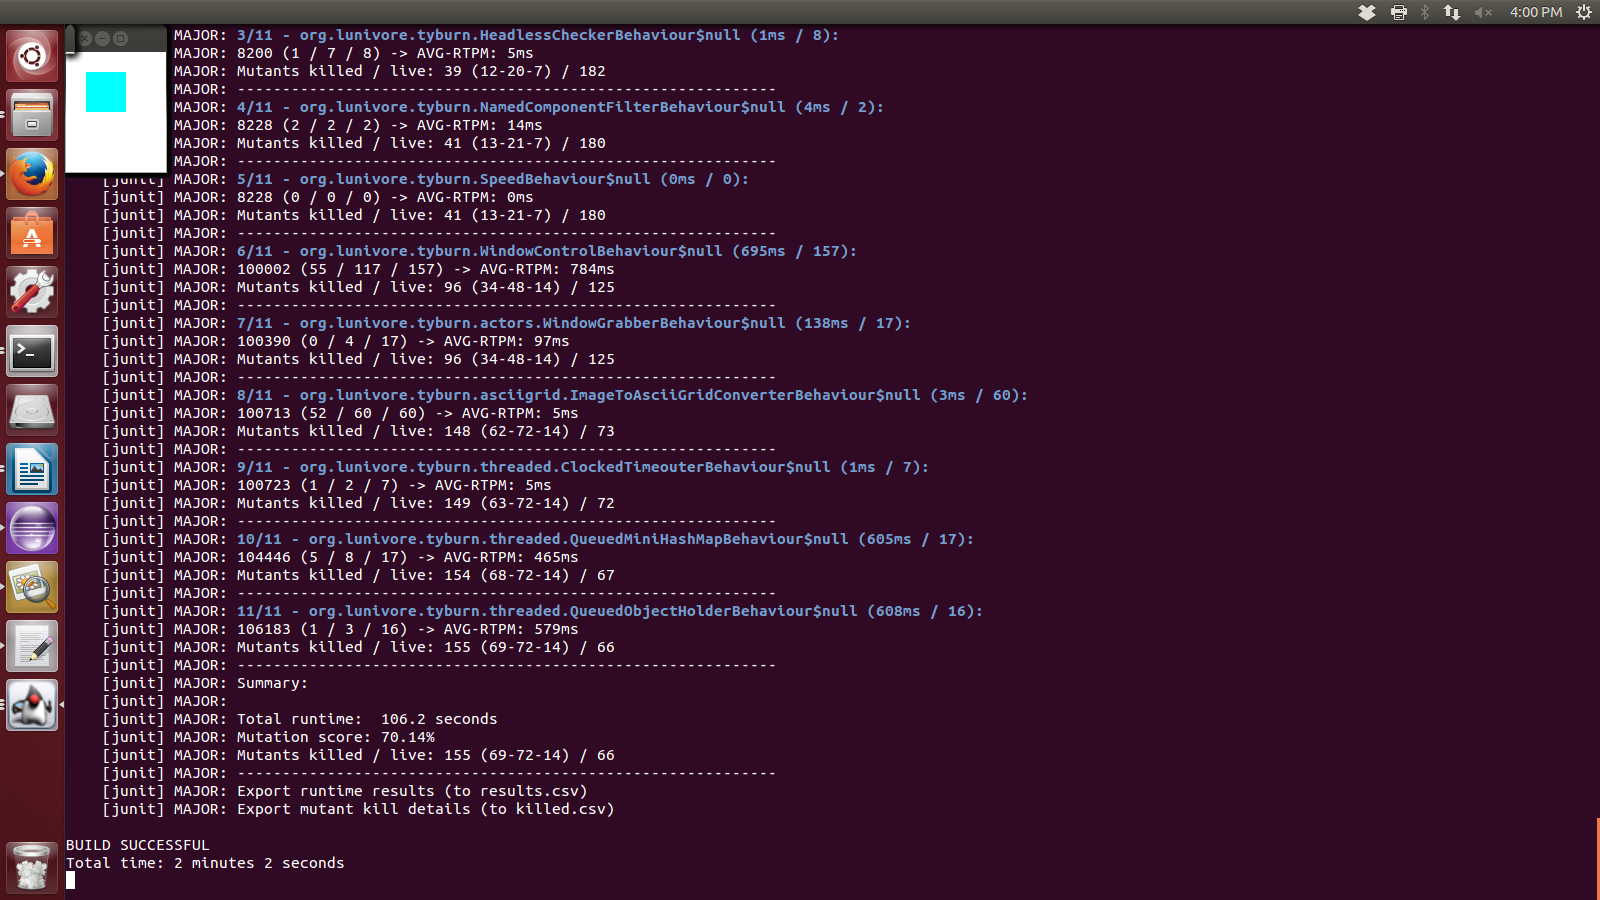 4:00 PM
MAJOR: 3/11 - org.lunivore.tyburn.HeadlessCheckerBehaviour$null (1ms / 8):
MAJOR: 8200 (1 / 7 / 8) -> AVG-RTPM: 5ms
MAJOR: Mutants killed / live: 39 (12-20-7) / 182
MAJOR: ------------------------------------------------------------
MAJOR: 4/11 - org.lunivore.tyburn.NamedComponentFilterBehaviour$null (4ms / 2):
MAJOR: 8228 (2 / 2 / 2) -> AVG-RTPM: 14ms
MAJOR: Mutants killed / live: 41 (13-21-7) / 180
MAJOR: ------------------------------------------------------------
[junit] MAJOR: 5/11 - org.lunivore.tyburn.SpeedBehaviour$null (0ms / 0):
[junit] MAJOR: 8228 (0 / 0 / 0) -> AVG-RTPM: 0ms
[junit] MAJOR: Mutants killed / live: 41 (13-21-7) / 180
[junit] MAJOR: ------------------------------------------------------------
[junit] MAJOR: 6/11 - org.lunivore.tyburn.WindowControlBehaviour$null (695ms / 157):
[junit] MAJOR: 100002 (55 / 117 / 157) -> AVG-RTPM: 784ms
[junit] MAJOR: Mutants killed / live: 96 (34-48-14) / 125
[junit] MAJOR: ------------------------------------------------------------
[junit] MAJOR: 7/11 - org.lunivore.tyburn.actors.WindowGrabberBehaviour$null (138ms / 17):
[junit] MAJOR: 100390 (0 / 4 / 17) -> AVG-RTPM: 97ms
[junit] MAJOR: Mutants killed / live: 96 (34-48-14) / 125
[junit] MAJOR: ------------------------------------------------------------
[junit] MAJOR: 8/11 - org.lunivore.tyburn.asciigrid.ImageToAsciiGridConverterBehaviour$null (3ms / 60):
[junit] MAJOR: 100713 (52 / 60 / 60) -> AVG-RTPM: 5ms
[junit] MAJOR: Mutants killed / live: 148 (62-72-14) / 73
[junit] MAJOR: ------------------------------------------------------------
[junit] MAJOR: 9/11 - org.lunivore.tyburn.threaded.ClockedTimeouterBehaviour$null (1ms / 7):
[junit] MAJOR: 100723 (1 / 2 / 7) -> AVG-RTPM: 5ms
[junit] MAJOR: Mutants killed / live: 149 (63-72-14) / 72
[junit] MAJOR: ------------------------------------------------------------
[junit] MAJOR: 10/11 - org.lunivore.tyburn.threaded.QueuedMiniHashMapBehaviour$null (605ms / 17):
[junit] MAJOR: 104446 (5 / 8 / 17) -> AVG-RTPM: 465ms
[junit] MAJOR: Mutants killed / live: 154 (68-72-14) / 67
[junit] MAJOR: ------------------------------------------------------------
[junit] MAJOR: 11/11 - org.lunivore.tyburn.threaded.QueuedObjectHolderBehaviour$null (608ms / 16):
[junit] MAJOR: 106183 (1 / 3 / 16) -> AVG-RTPM: 579ms
[junit] MAJOR: Mutants killed / live: 155 (69-72-14) / 66
[junit] MAJOR: ------------------------------------------------------------
[junit] MAJOR: Summary:
[junit] MAJOR:
[junit] MAJOR: Total runtime:  106.2 seconds
[junit] MAJOR: Mutation score: 70.14%
[junit] MAJOR: Mutants killed / live: 155 (69-72-14) / 66
[junit] MAJOR: ------------------------------------------------------------
[junit] MAJOR: Export runtime results (to results.csv)
[junit] MAJOR: Export mutant kill details (to killed.csv)
BUILD SUCCESSFUL
Total time: 2 minutes 2 seconds